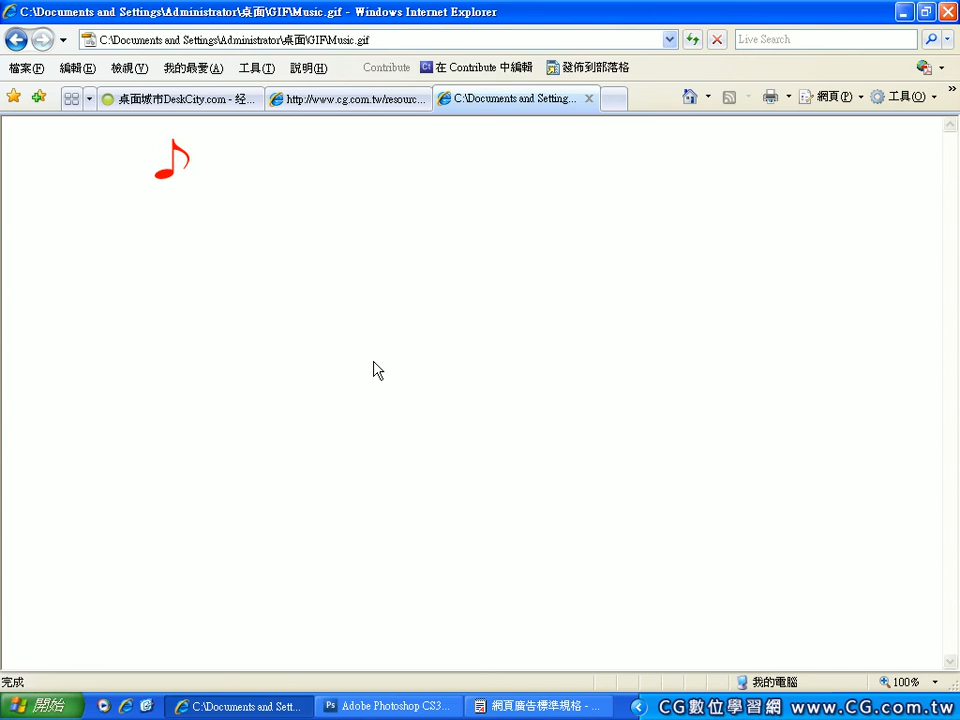 C:\Documents and Settings\Administrator\桌面\GIF\Music.gif - Windows Internet Explorer
C:\Documents and Settings\Administrator\桌面\GIF\Music.gif
Live Search
檔案(F) 編輯(E) 檢視(V) 我的最愛(A) 工具(T) 說明(H) Contribute 在 Contribute 中編輯 發佈到部落格
桌面城市DeskCity.com - 经... http://www.cg.com.tw/resourc... C:\Documents and Setting... 網頁(P) 工具(O)
完成 我的電腦 100%
開始 C:\Documents and Sett... Adobe Photoshop CS3... 網頁廣告標準規格 - ... CG數位學習網 www.CG.com.tw